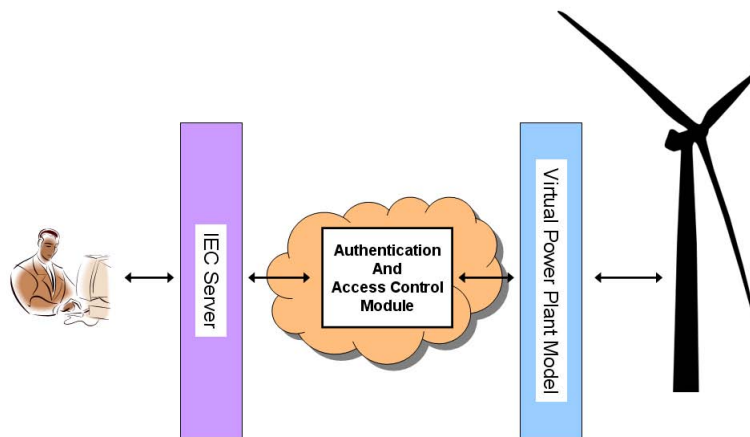 IEC Server
Authentication
And
Access Control
Module
Virtual Power Plant Model